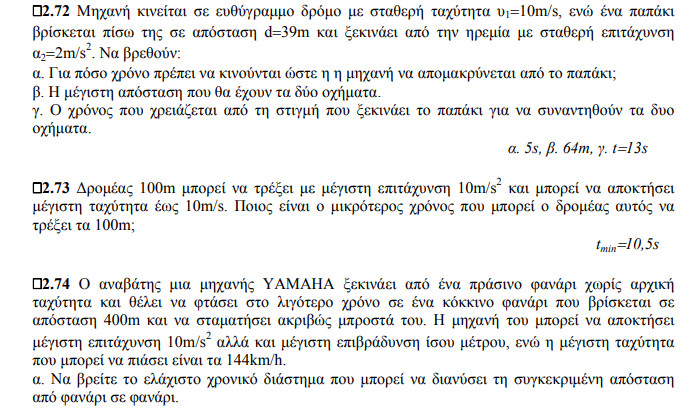 ☐2.72 Μηχανή κινείται σε ευθύγραμμο δρόμο με σταθερή ταχύτητα υ₁=10m/s, ενώ ένα παπάκι
βρίσκεται πίσω της σε απόσταση d=39m και ξεκινάει από την ηρεμία με σταθερή επιτάχυνση
α₂=2m/s². Να βρεθούν:
α. Για πόσο χρόνο πρέπει να κινούνται ώστε η η μηχανή να απομακρύνεται από το παπάκι;
β. Η μέγιστη απόσταση που θα έχουν τα δύο οχήματα.
γ. Ο χρόνος που χρειάζεται από τη στιγμή που ξεκινάει το παπάκι για να συναντηθούν τα δυο
οχήματα.
α. 5s, β. 64m, γ. t=13s
☐2.73 Δρομέας 100m μπορεί να τρέξει με μέγιστη επιτάχυνση 10m/s² και μπορεί να αποκτήσει
μέγιστη ταχύτητα έως 10m/s. Ποιος είναι ο μικρότερος χρόνος που μπορεί ο δρομέας αυτός να
τρέξει τα 100m;
tmin=10,5s
☐2.74 Ο αναβάτης μια μηχανής YAMAHA ξεκινάει από ένα πράσινο φανάρι χωρίς αρχική
ταχύτητα και θέλει να φτάσει στο λιγότερο χρόνο σε ένα κόκκινο φανάρι που βρίσκεται σε
απόσταση 400m και να σταματήσει ακριβώς μπροστά του. Η μηχανή του μπορεί να αποκτήσει
μέγιστη επιτάχυνση 10m/s² αλλά και μέγιστη επιβράδυνση ίσου μέτρου, ενώ η μέγιστη ταχύτητα
που μπορεί να πιάσει είναι τα 144km/h.
α. Να βρείτε το ελάχιστο χρονικό διάστημα που μπορεί να διανύσει τη συγκεκριμένη απόσταση
από φανάρι σε φανάρι.